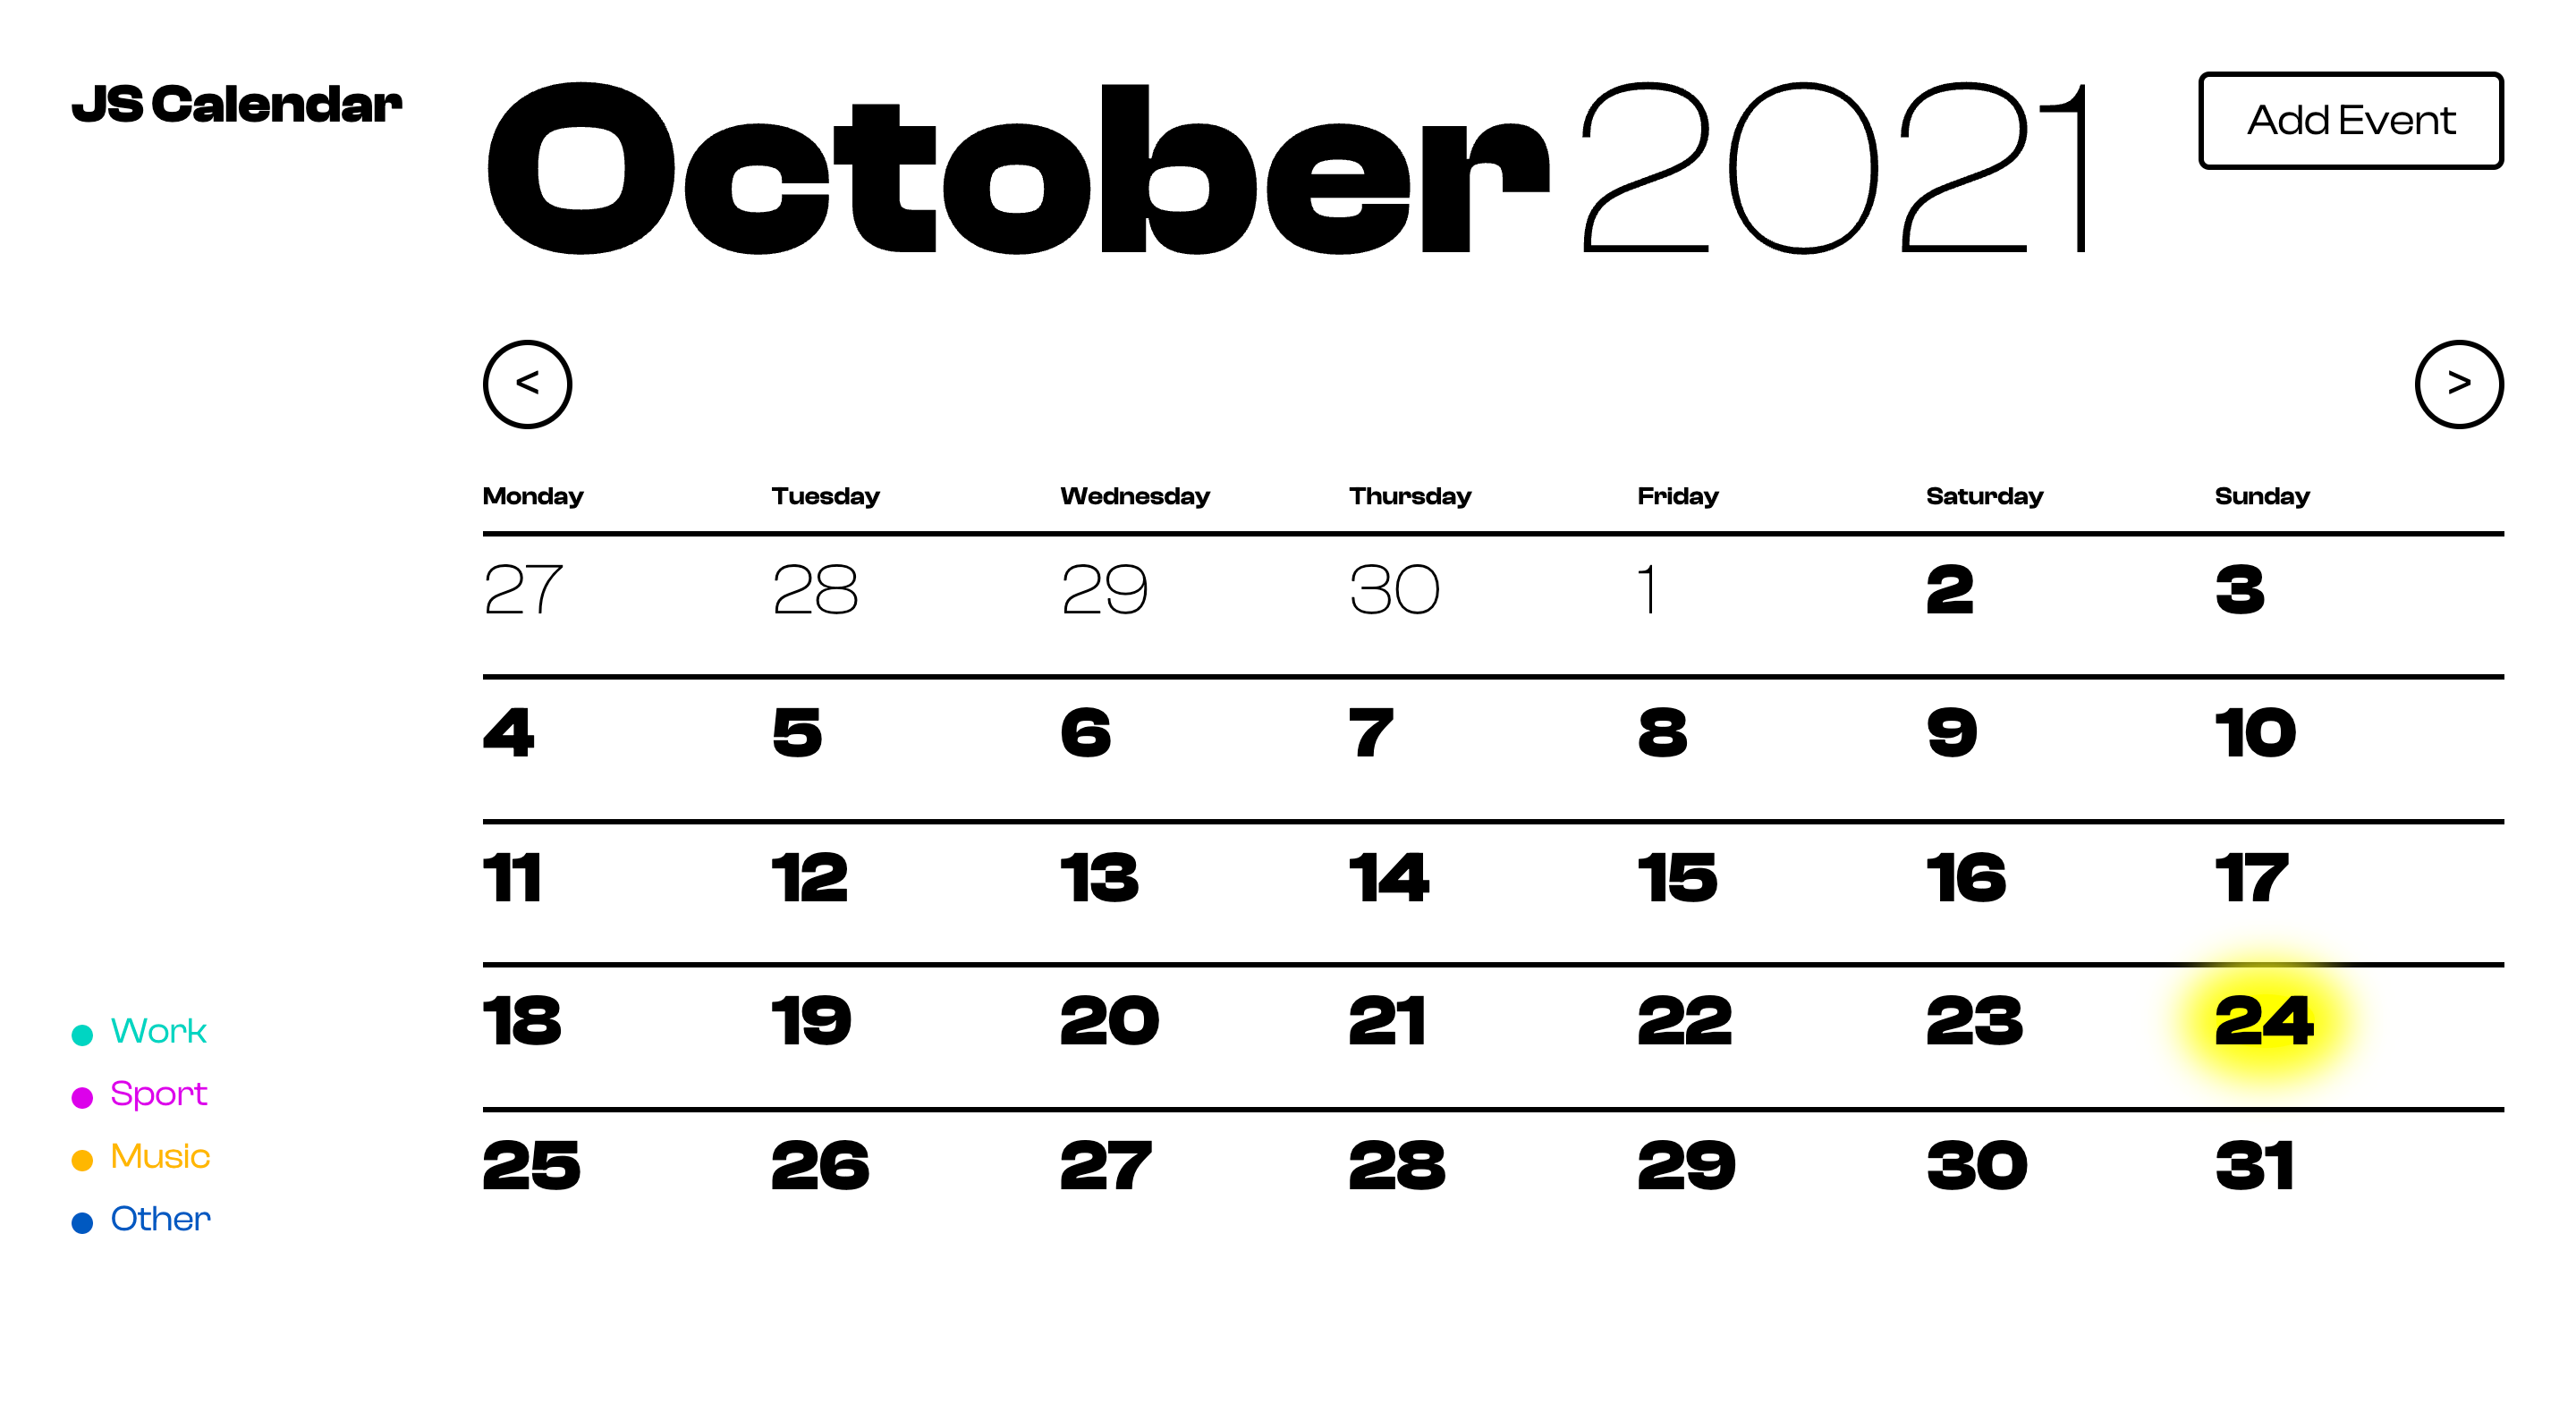 JS Calendar
October 2021
Add Event
<
>
Monday Tuesday Wednesday Thursday Friday Saturday Sunday
27 28 29 30 1 2 3
4 5 6 7 8 9 10
11 12 13 14 15 16 17
18 19 20 21 22 23 24
25 26 27 28 29 30 31
Work
Sport
Music
Other